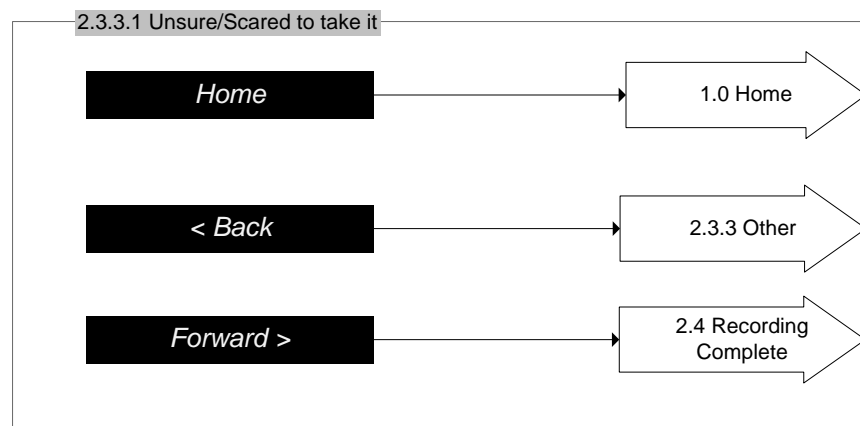 2.3.3.1 Unsure/Scared to take it
Home
1.0 Home
< Back
2.3.3 Other
Forward >
2.4 Recording
Complete